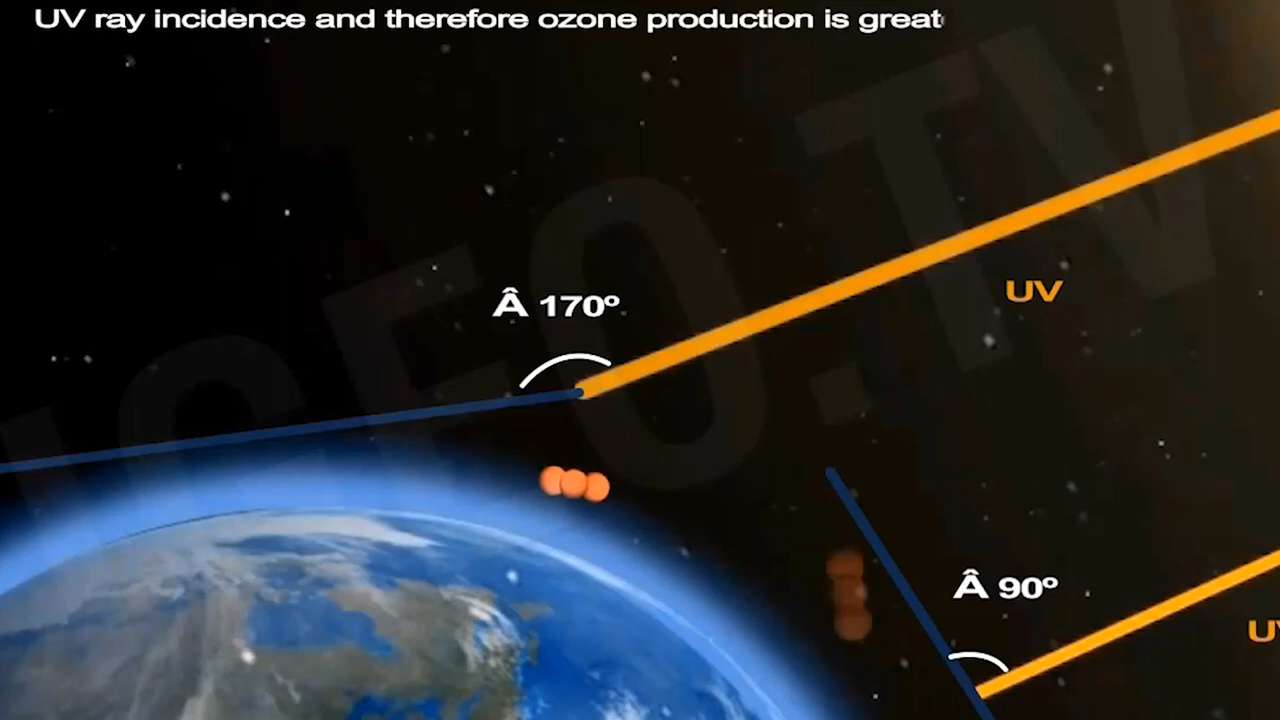 UV ray incidence and therefore ozone production is great
Â 170º
UV
Â 90º